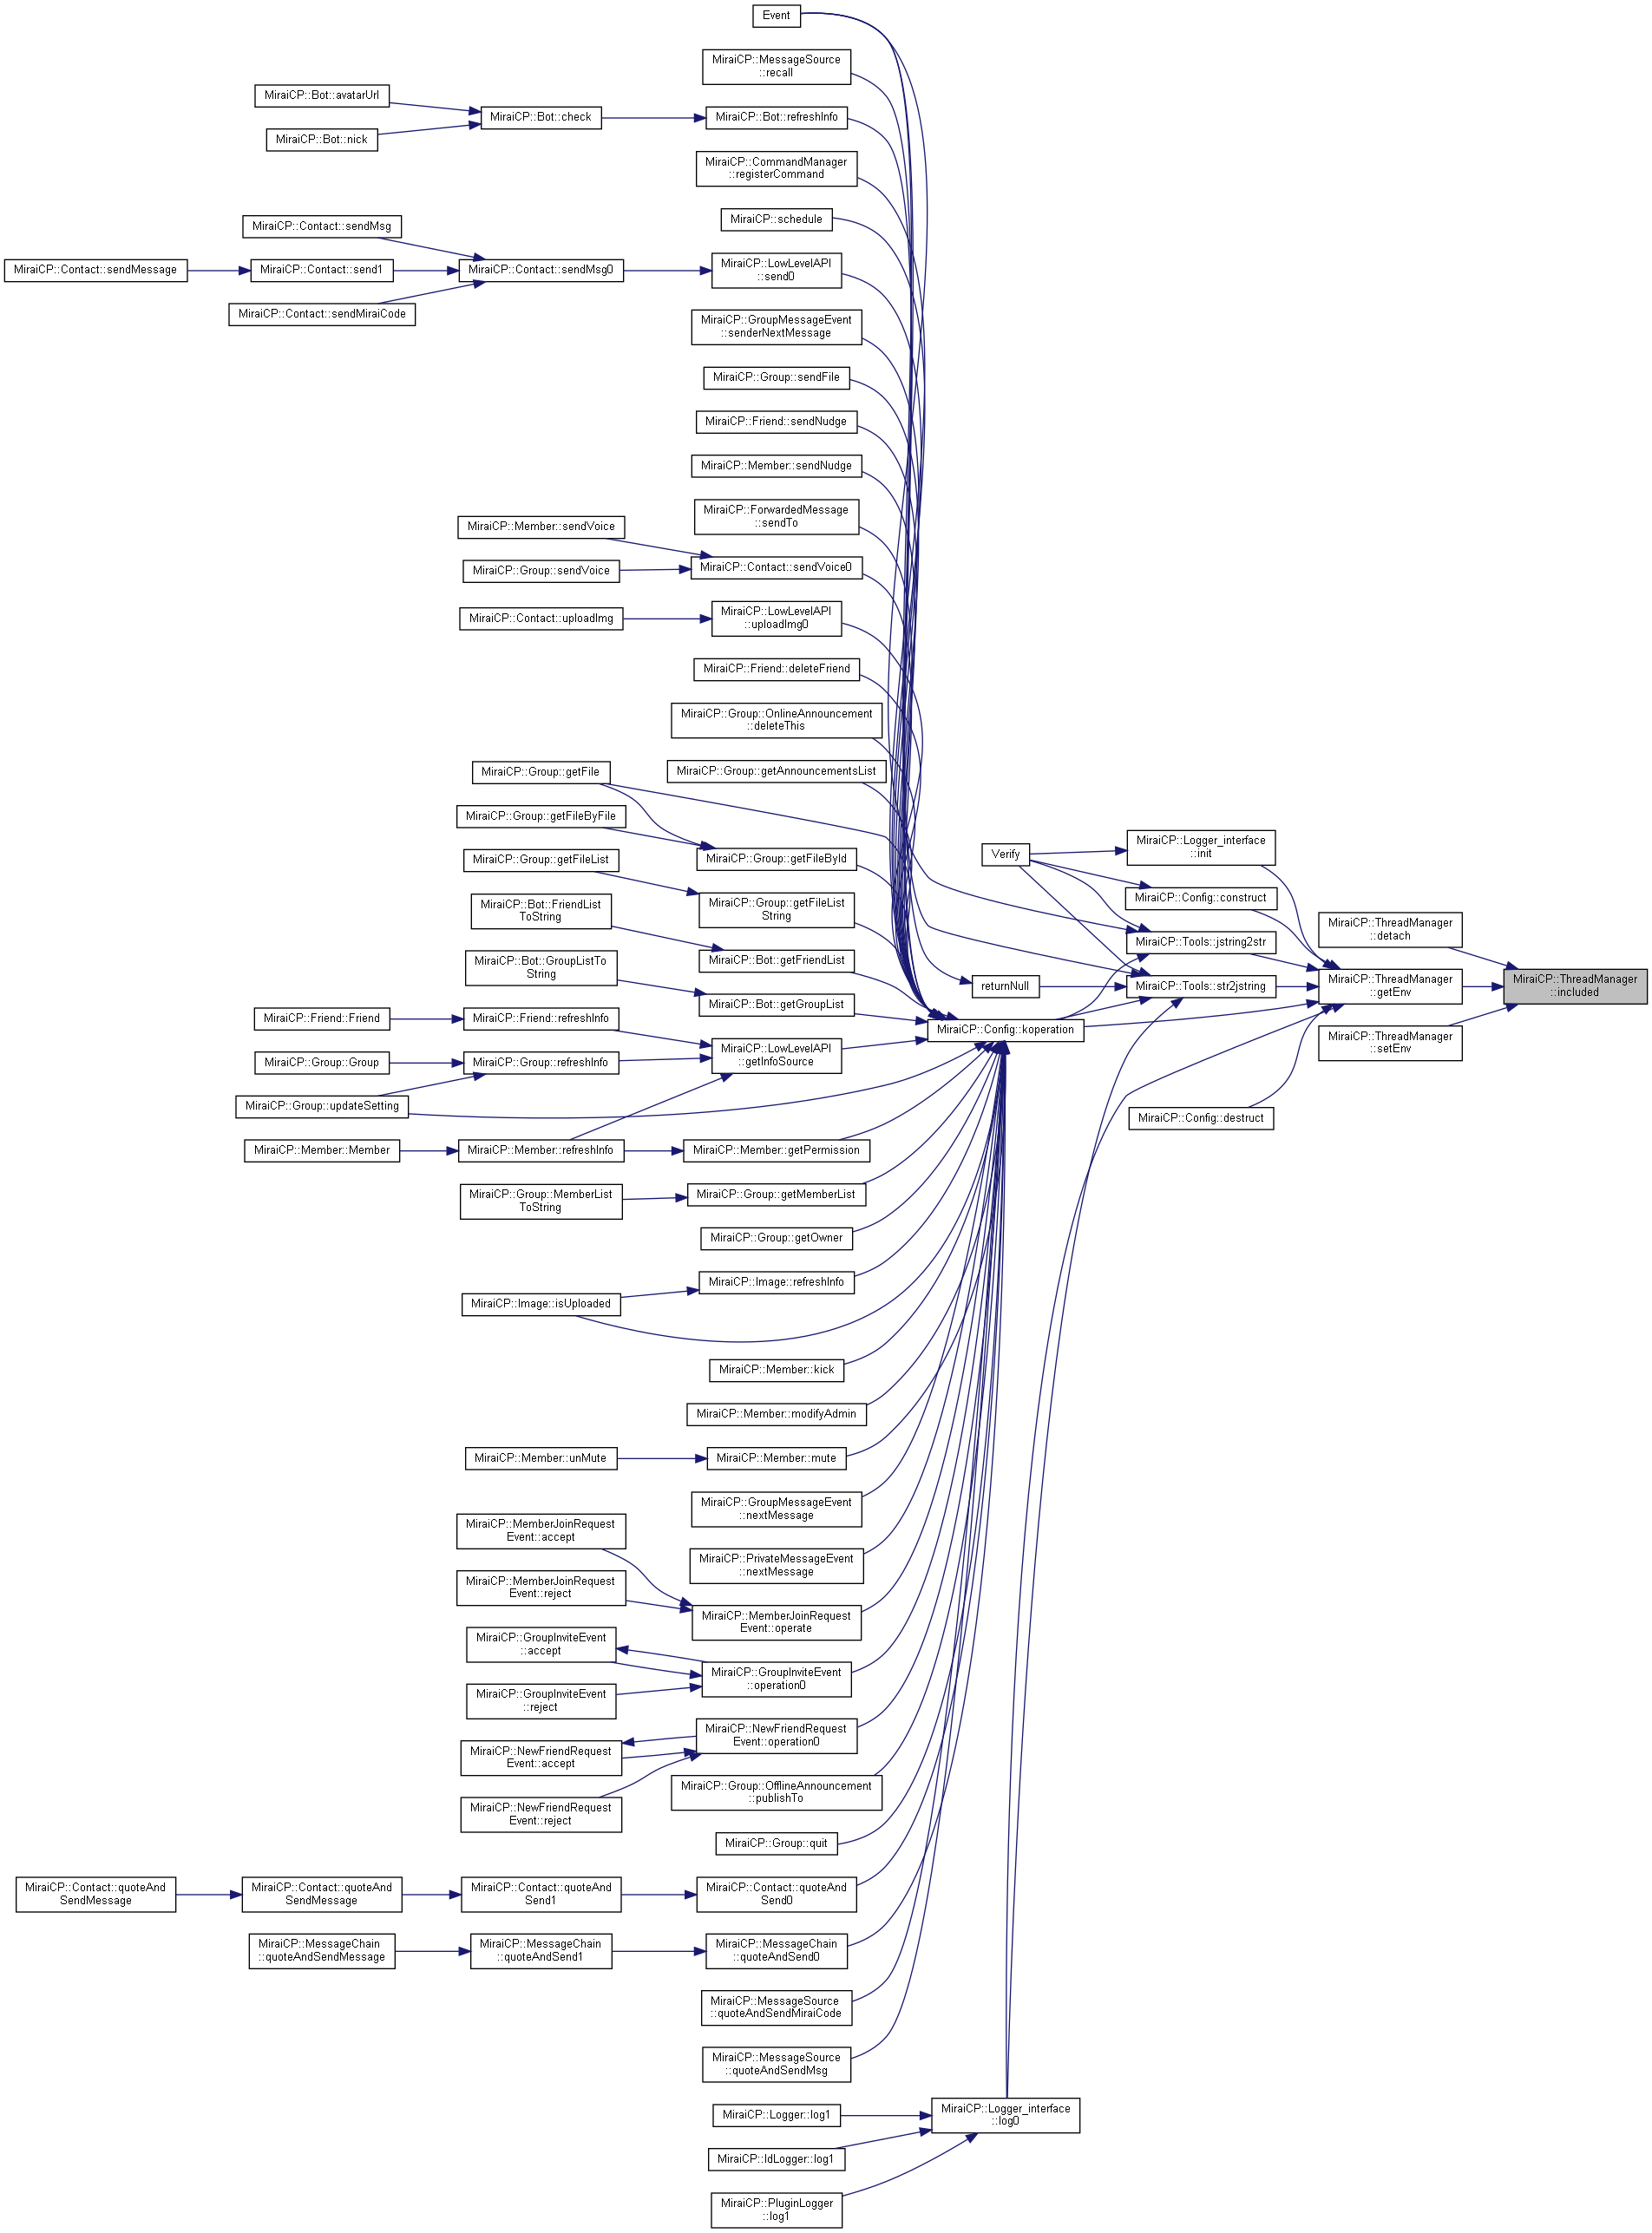 Event
MiraiCP::MessageSource
::recall
MiraiCP::Bot::avatarUrl
MiraiCP::Bot::check
MiraiCP::Bot::refreshInfo
MiraiCP::Bot::nick
MiraiCP::CommandManager
::registerCommand
MiraiCP::schedule
MiraiCP::Contact::sendMsg
MiraiCP::Contact::sendMessage
MiraiCP::Contact::send1
MiraiCP::Contact::sendMsg0
MiraiCP::LowLevelAPI
::send0
MiraiCP::Contact::sendMiraiCode
MiraiCP::GroupMessageEvent
::senderNextMessage
MiraiCP::Group::sendFile
MiraiCP::Friend::sendNudge
MiraiCP::Member::sendNudge
MiraiCP::ForwardedMessage
::sendTo
MiraiCP::Member::sendVoice
MiraiCP::Group::sendVoice
MiraiCP::Contact::sendVoice0
MiraiCP::Contact::uploadImg
MiraiCP::LowLevelAPI
::uploadImg0
MiraiCP::Friend::deleteFriend
MiraiCP::Group::OnlineAnnouncement
::deleteThis
MiraiCP::Group::getFile
MiraiCP::Group::getAnnouncementsList
MiraiCP::Group::getFileByFile
MiraiCP::Group::getFileList
MiraiCP::Group::getFileById
Verify
MiraiCP::Logger_interface
::init
MiraiCP::Config::construct
MiraiCP::Bot::FriendList
ToString
MiraiCP::Group::getFileList
String
MiraiCP::Tools::jstring2str
MiraiCP::ThreadManager
::detach
MiraiCP::Bot::GroupListTo
String
MiraiCP::Bot::getFriendList
returnNull
MiraiCP::Tools::str2jstring
MiraiCP::ThreadManager
::getEnv
MiraiCP::ThreadManager
::included
MiraiCP::Bot::getGroupList
MiraiCP::Friend::Friend
MiraiCP::Friend::refreshInfo
MiraiCP::Config::koperation
MiraiCP::ThreadManager
::setEnv
MiraiCP::Group::Group
MiraiCP::Group::refreshInfo
MiraiCP::LowLevelAPI
::getInfoSource
MiraiCP::Group::updateSetting
MiraiCP::Config::destruct
MiraiCP::Member::Member
MiraiCP::Member::refreshInfo
MiraiCP::Member::getPermission
MiraiCP::Group::MemberList
ToString
MiraiCP::Group::getMemberList
MiraiCP::Group::getOwner
MiraiCP::Image::isUploaded
MiraiCP::Image::refreshInfo
MiraiCP::Member::kick
MiraiCP::Member::modifyAdmin
MiraiCP::Member::unMute
MiraiCP::Member::mute
MiraiCP::GroupMessageEvent
::nextMessage
MiraiCP::MemberJoinRequest
Event::accept
MiraiCP::PrivateMessageEvent
::nextMessage
MiraiCP::MemberJoinRequest
Event::reject
MiraiCP::MemberJoinRequest
Event::operate
MiraiCP::GroupInviteEvent
::accept
MiraiCP::GroupInviteEvent
::operation0
MiraiCP::GroupInviteEvent
::reject
MiraiCP::NewFriendRequest
Event::operation0
MiraiCP::NewFriendRequest
Event::accept
MiraiCP::Group::OfflineAnnouncement
::publishTo
MiraiCP::NewFriendRequest
Event::reject
MiraiCP::Group::quit
MiraiCP::Contact::quoteAnd
SendMessage
MiraiCP::Contact::quoteAnd
SendMessage
MiraiCP::Contact::quoteAnd
Send1
MiraiCP::Contact::quoteAnd
Send0
MiraiCP::MessageChain
::quoteAndSendMessage
MiraiCP::MessageChain
::quoteAndSend1
MiraiCP::MessageChain
::quoteAndSend0
MiraiCP::MessageSource
::quoteAndSendMiraiCode
MiraiCP::MessageSource
::quoteAndSendMsg
MiraiCP::Logger::log1
MiraiCP::Logger_interface
::log0
MiraiCP::IdLogger::log1
MiraiCP::PluginLogger
::log1